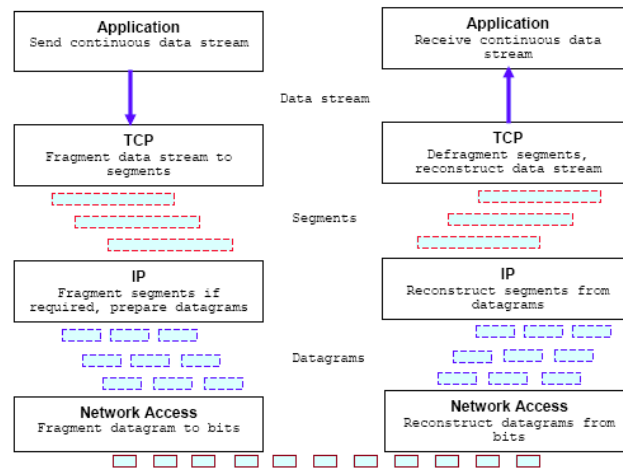 Application
Send continuous data stream
Application
Receive continuous data
stream
Data stream
TCP
Fragment data stream to
segments
TCP
Defragment segments,
reconstruct data stream
Segments
IP
Fragment segments if
required, prepare datagrams
IP
Reconstruct segments from
datagrams
Datagrams
Network Access
Fragment datagram to bits
Network Access
Reconstruct datagrams from
bits